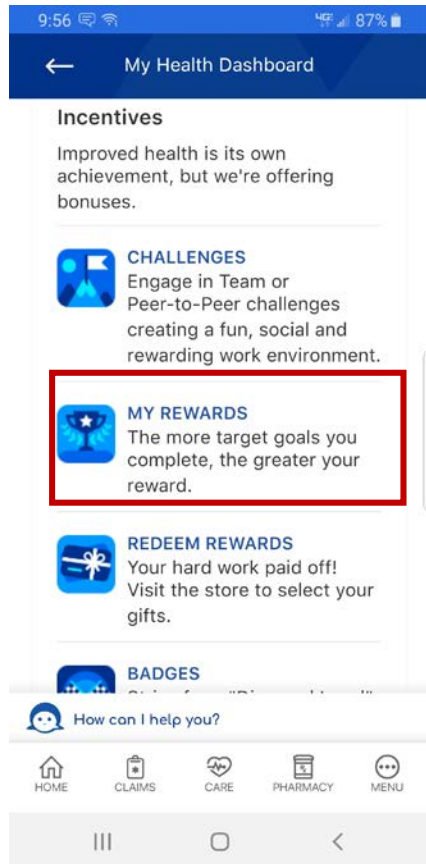 9:56 87%
My Health Dashboard
Incentives
Improved health is its own
achievement, but we're offering
bonuses.
CHALLENGES
Engage in Team or
Peer-to-Peer challenges
creating a fun, social and
rewarding work environment.
MY REWARDS
The more target goals you
complete, the greater your
reward.
REDEEM REWARDS
Your hard work paid off!
Visit the store to select your
gifts.
BADGES
How can I help you?
HOME CLAIMS CARE PHARMACY MENU